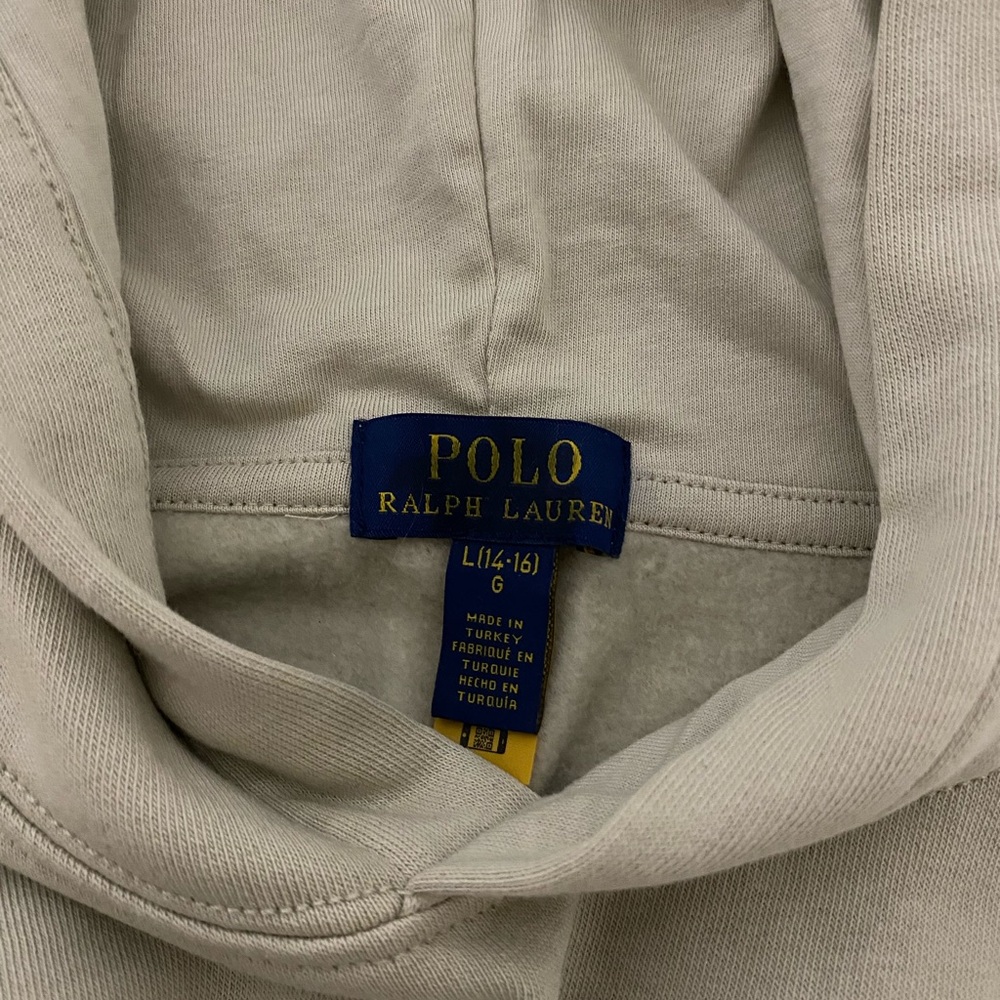 POLO
RALPH LAUREN
L(14-16)
G
MADE IN
TURKEY
FABRIQUÉ EN
TURQUIE
HECHO EN
TURQUÍA